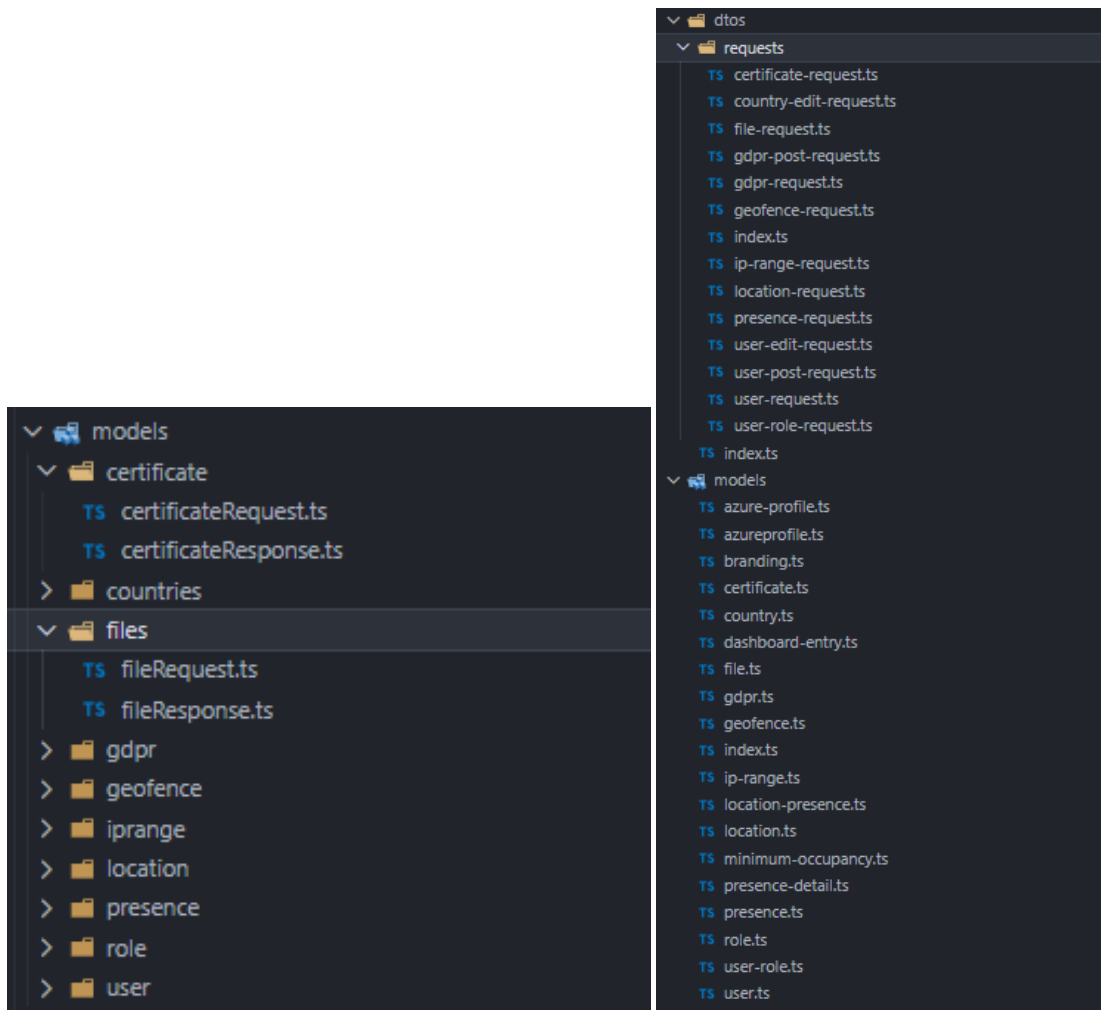 models
certificate
TS certificateRequest.ts
TS certificateResponse.ts
countries
files
TS fileRequest.ts
TS fileResponse.ts
gdpr
geofence
iprange
location
presence
role
user
dtos
requests
TS certificate-request.ts
TS country-edit-request.ts
TS file-request.ts
TS gdpr-post-request.ts
TS gdpr-request.ts
TS geofence-request.ts
TS index.ts
TS ip-range-request.ts
TS location-request.ts
TS presence-request.ts
TS user-edit-request.ts
TS user-post-request.ts
TS user-request.ts
TS user-role-request.ts
TS index.ts
models
TS azure-profile.ts
TS azureprofile.ts
TS branding.ts
TS certificate.ts
TS country.ts
TS dashboard-entry.ts
TS file.ts
TS gdpr.ts
TS geofence.ts
TS index.ts
TS ip-range.ts
TS location-presence.ts
TS location.ts
TS minimum-occupancy.ts
TS presence-detail.ts
TS presence.ts
TS role.ts
TS user-role.ts
TS user.ts